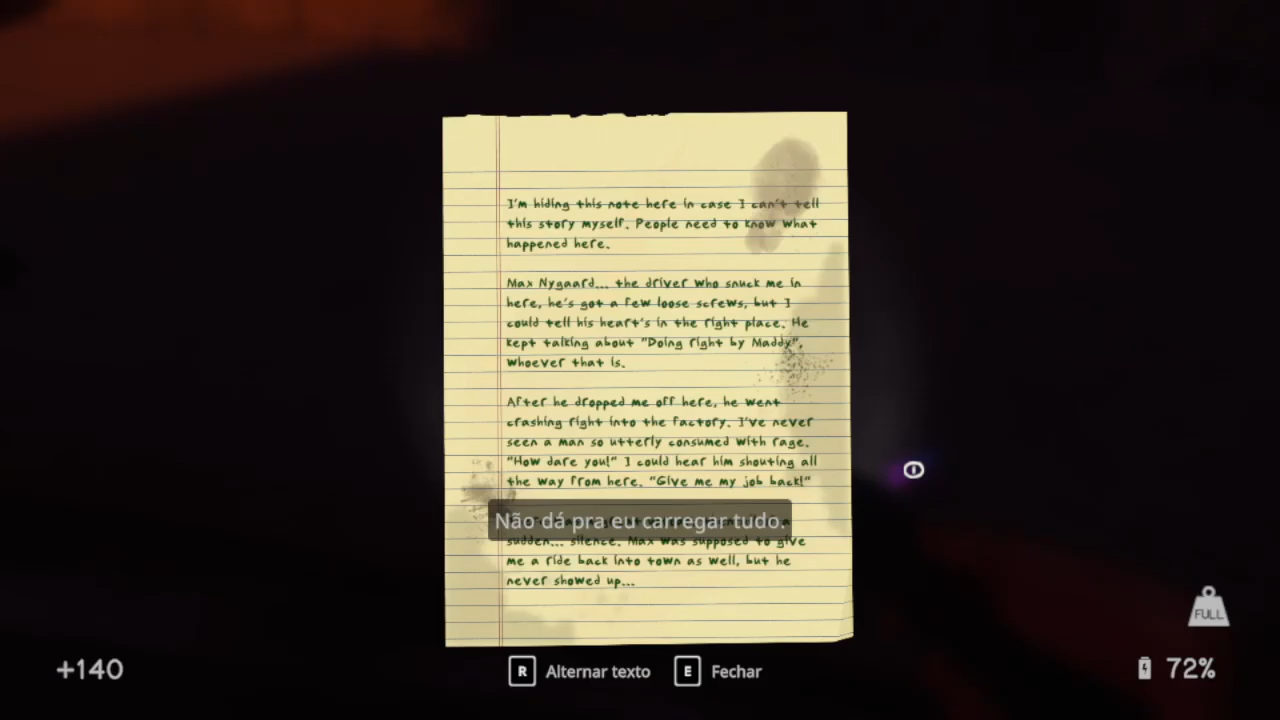 I'm hiding this note here in case I can't tell
this story myself. People need to know what
happened here.
Max Nygaard... the driver who snuck me in
here, he's got a few loose screws, but I
could tell his heart's in the right place. He
kept talking about "Doing right by Maddy".
Whoever that is.
After he dropped me off here, he went
crashing right into the factory. I've never
seen a man so utterly consumed with rage.
"How dare you!" I could hear him shouting all
the way from here. "Give me my job back!"
Não dá pra eu carregar tudo.
sudden... silence. Max was supposed to give
me a ride back into town as well, but he
never showed up...
FULL
+140
R Alternar texto E Fechar
72%